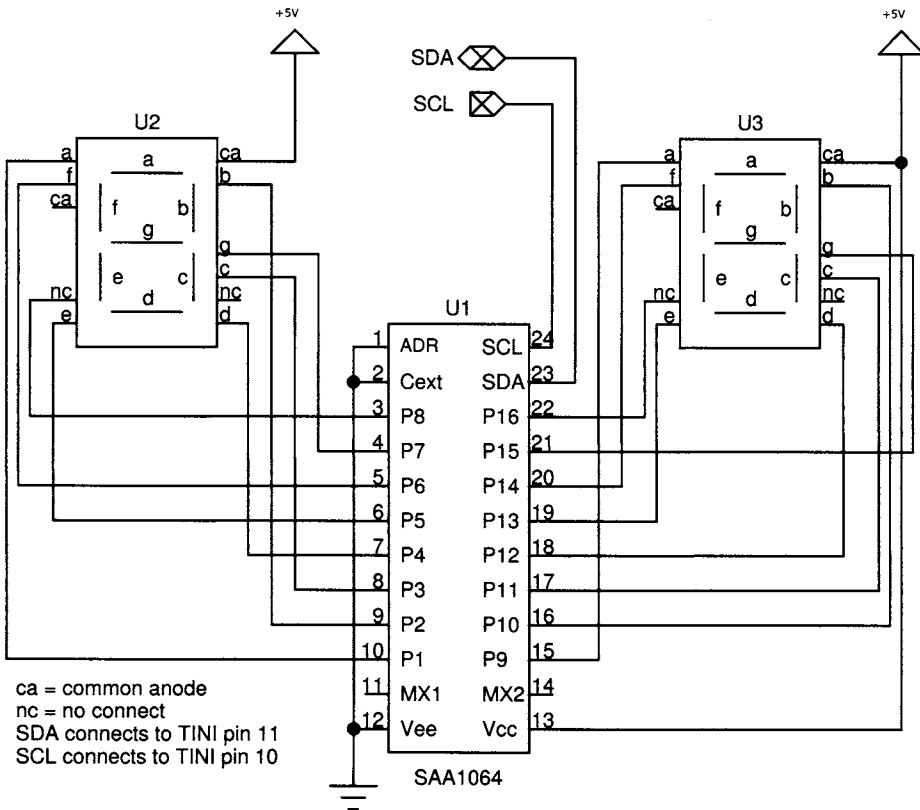 +5V
+5V
SDA
SCL
U2
U3
a
f
ca
nc
e
a
f
b
g
e
c
d
ca
b
g
c
nc
d
a
f
ca
nc
e
a
f
b
g
e
c
d
ca
b
g
c
nc
d
U1
1 ADR SCL 24
2 Cext SDA 23
3 P8 P16 22
4 P7 P15 21
5 P6 P14 20
6 P5 P13 19
7 P4 P12 18
8 P3 P11 17
9 P2 P10 16
10 P1 P9 15
11 MX1 MX2 14
12 Vee Vcc 13
SAA1064
ca = common anode
nc = no connect
SDA connects to TINI pin 11
SCL connects to TINI pin 10